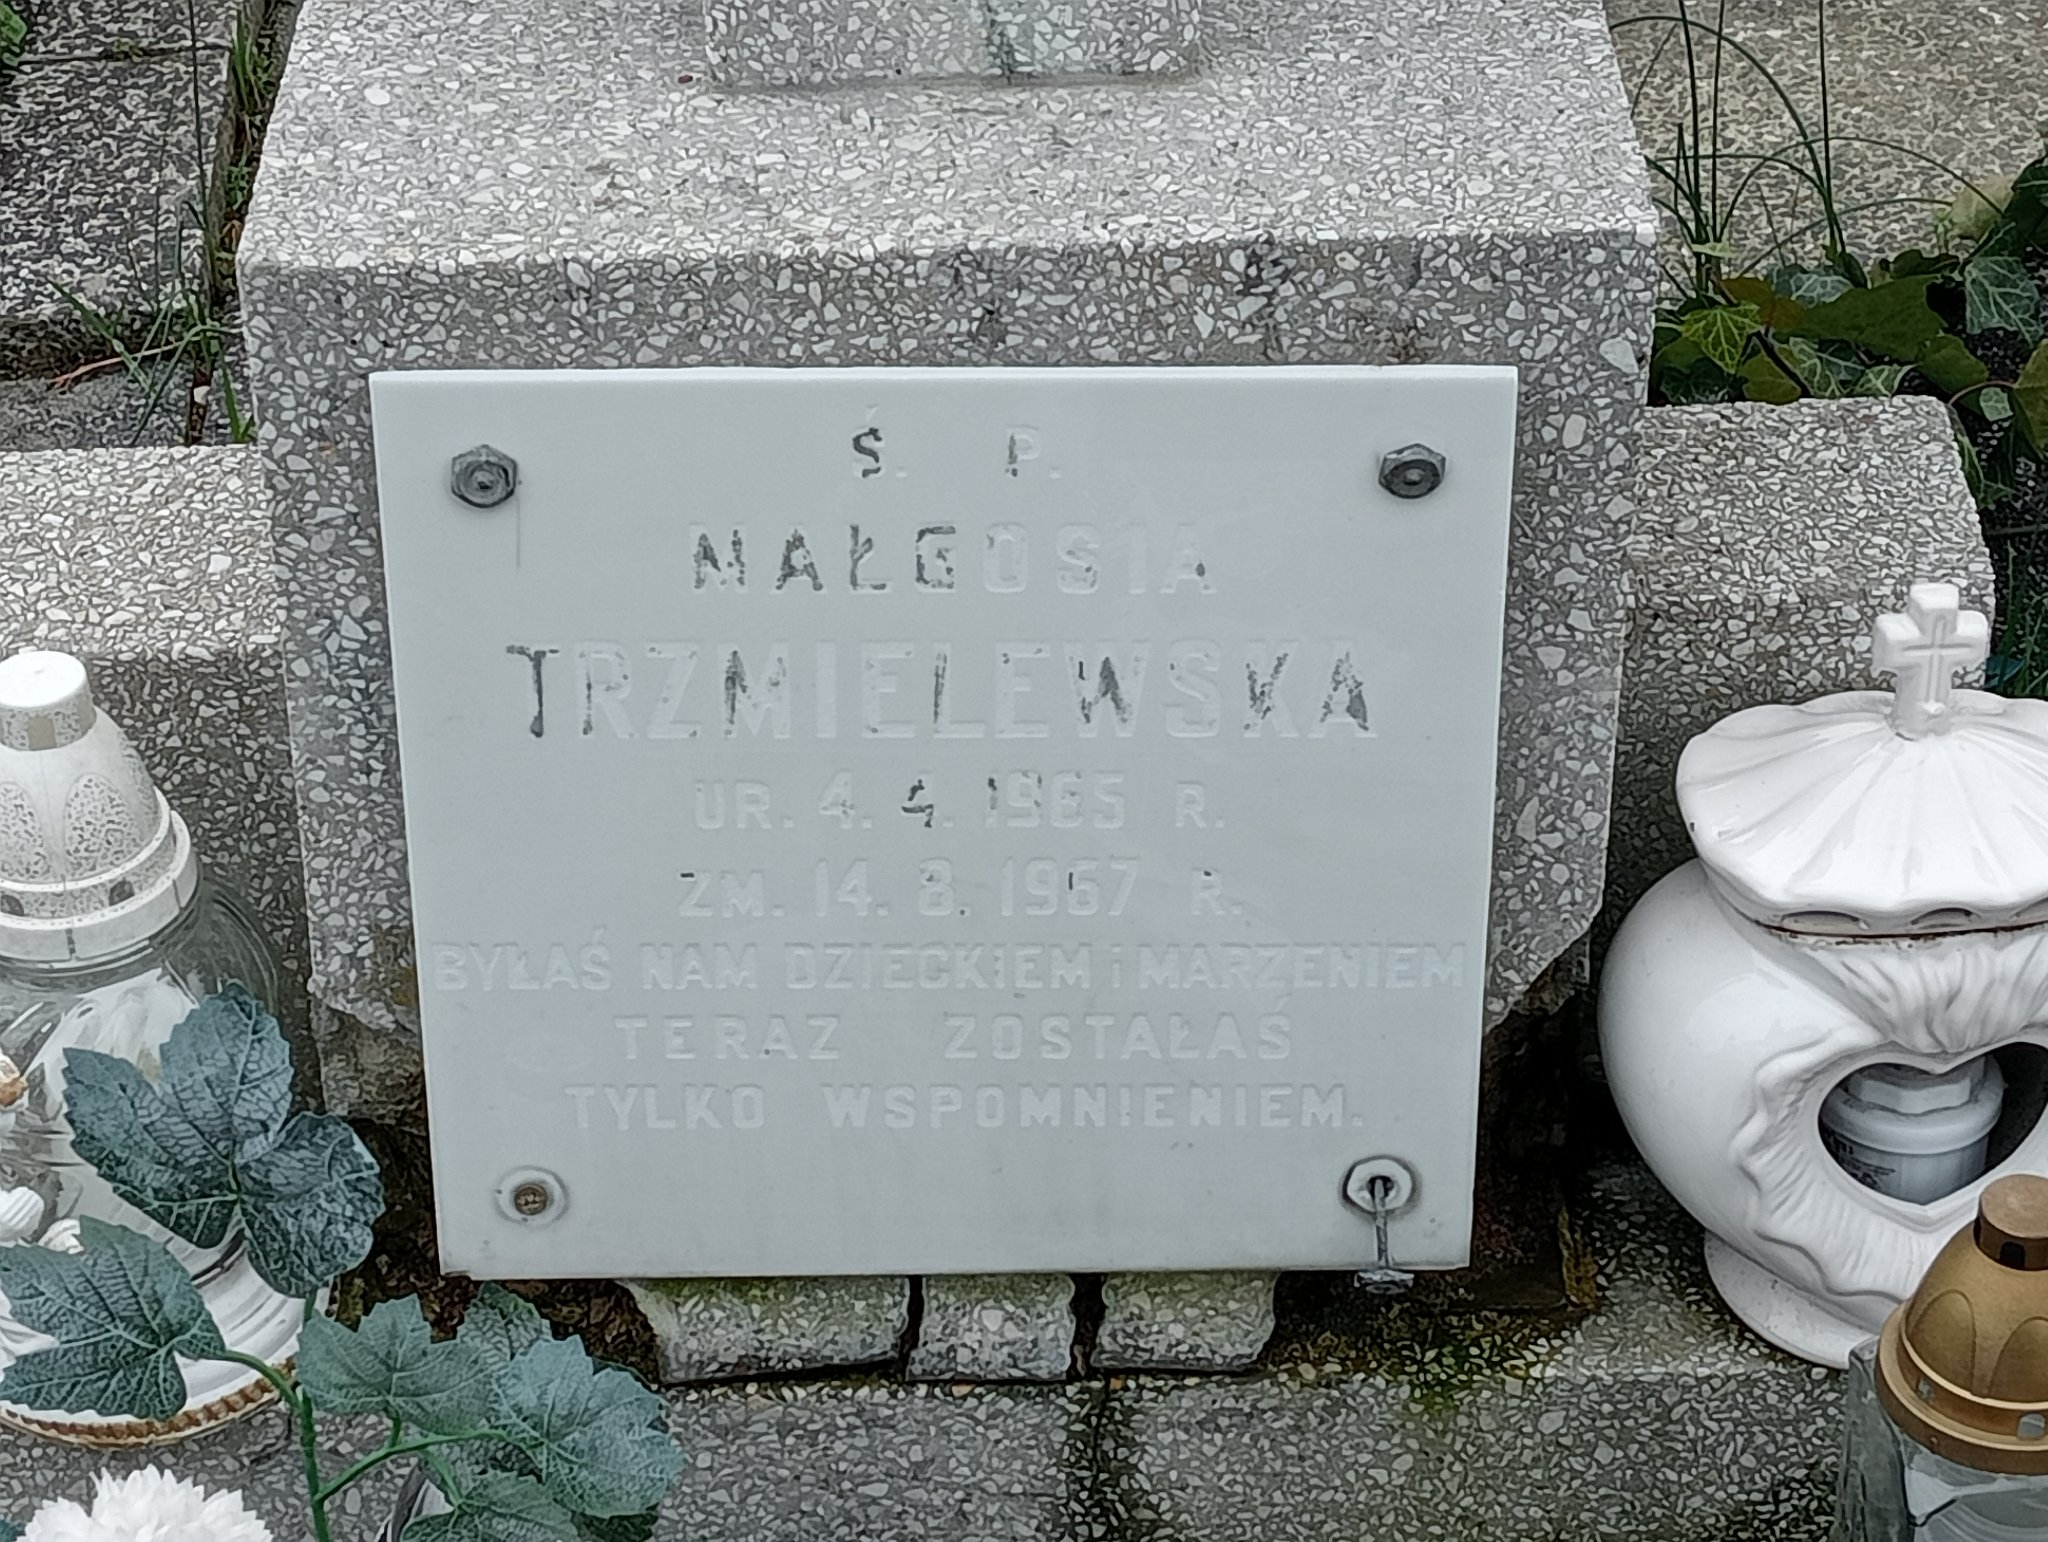 Ś. P.
MAŁGOSIA
TRZMIELEWSKA
UR. 4. 4. 1965 R.
ZM. 14. 8. 1967 R.
BYŁAŚ NAM DZIECKIEM i MARZENIEM
TERAZ ZOSTAŁAŚ
TYLKO WSPOMNIENIEM.